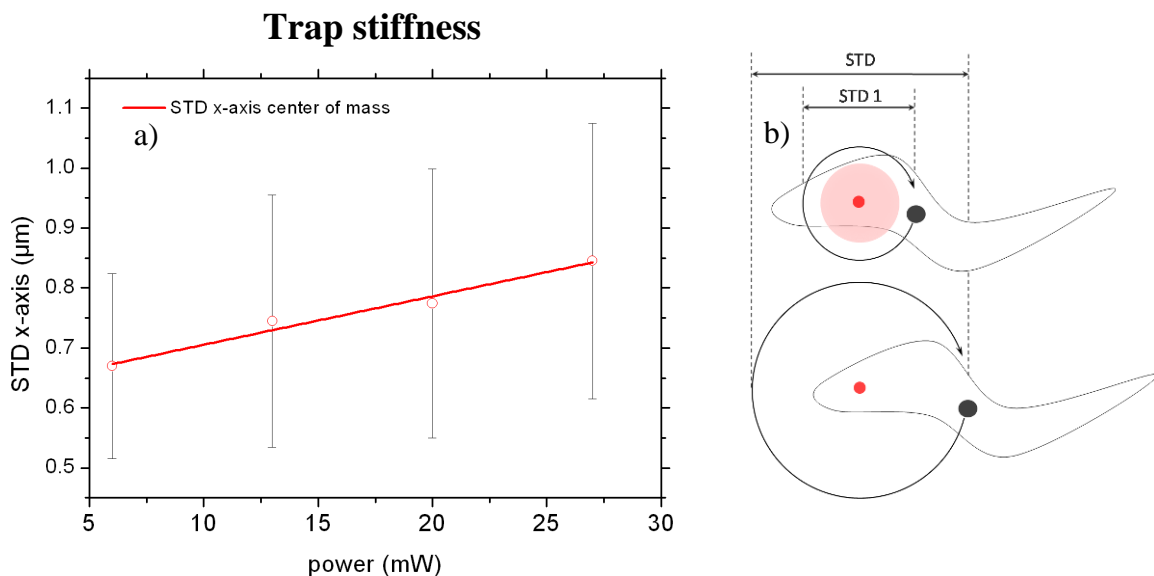 Trap stiffness
STD x-axis center of mass
a)
1.1
1.0
0.9
0.8
0.7
0.6
0.5
STD x-axis (µm)
5 10 15 20 25 30
power (mW)
b)
STD
STD 1